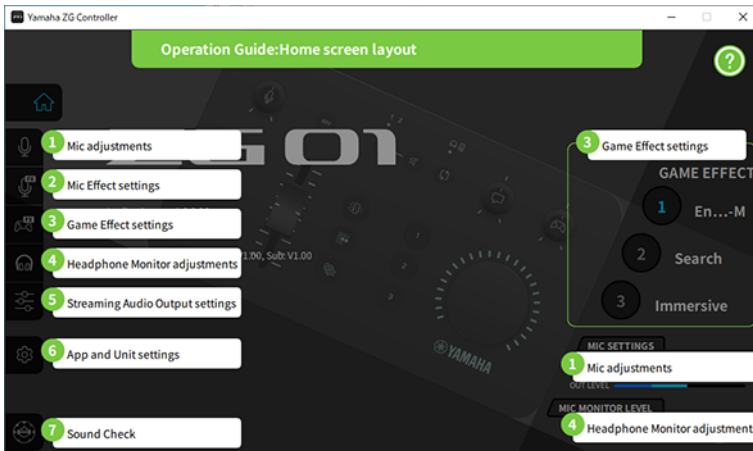 Yamaha ZG Controller
Operation Guide:Home screen layout
?
ZG01
1 Mic adjustments
3 Game Effect settings
GAME EFFECT
2 Mic Effect settings
1 En...-M
3 Game Effect settings
4 Headphone Monitor adjustments
V1.00, Sub: V1.00
2 Search
5 Streaming Audio Output settings
3 Immersive
YAMAHA
MIC SETTINGS
6 App and Unit settings
1 Mic adjustments
OUT LEVEL
MIC MONITOR LEVEL
7 Sound Check
4 Headphone Monitor adjustment